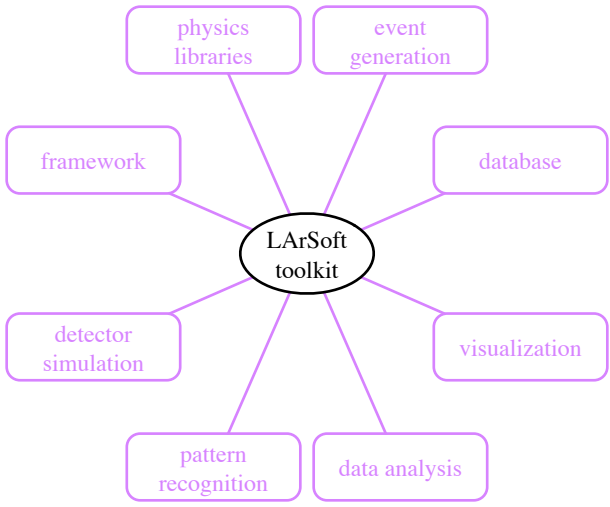 physics
libraries
event
generation
framework
database
LArSoft
toolkit
detector
simulation
visualization
pattern
recognition
data analysis